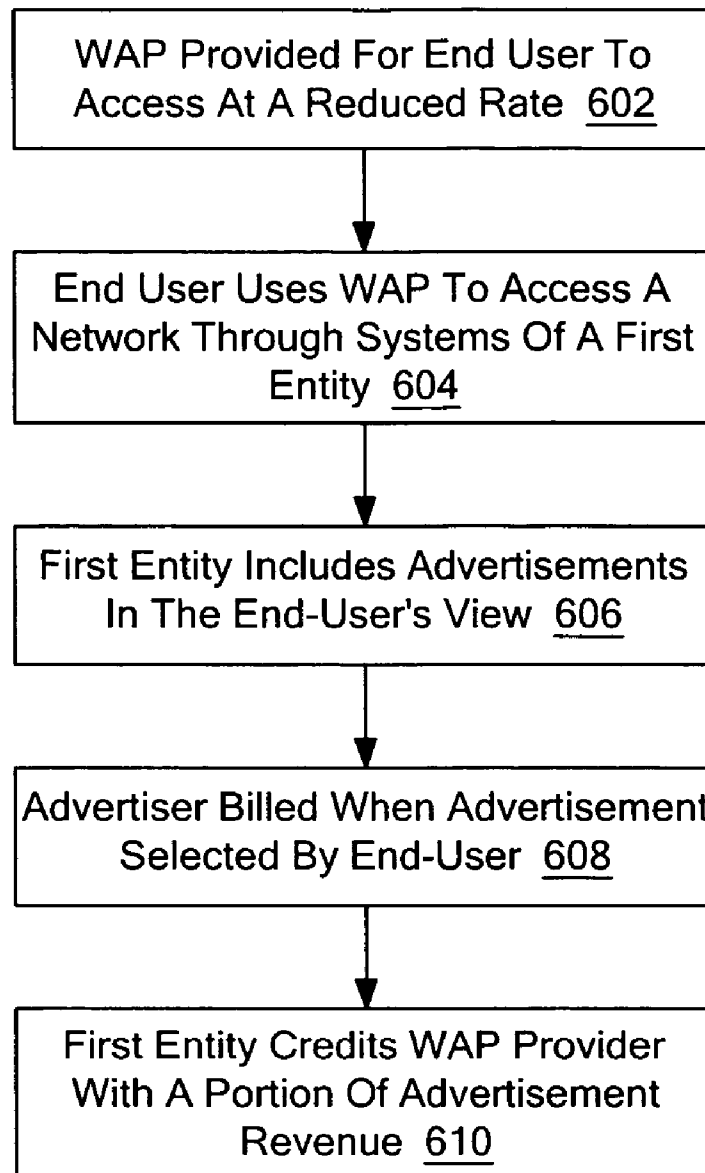 WAP Provided For End User To
Access At A Reduced Rate 602
End User Uses WAP To Access A
Network Through Systems Of A First
Entity 604
First Entity Includes Advertisements
In The End-User's View 606
Advertiser Billed When Advertisement
Selected By End-User 608
First Entity Credits WAP Provider
With A Portion Of Advertisement
Revenue 610